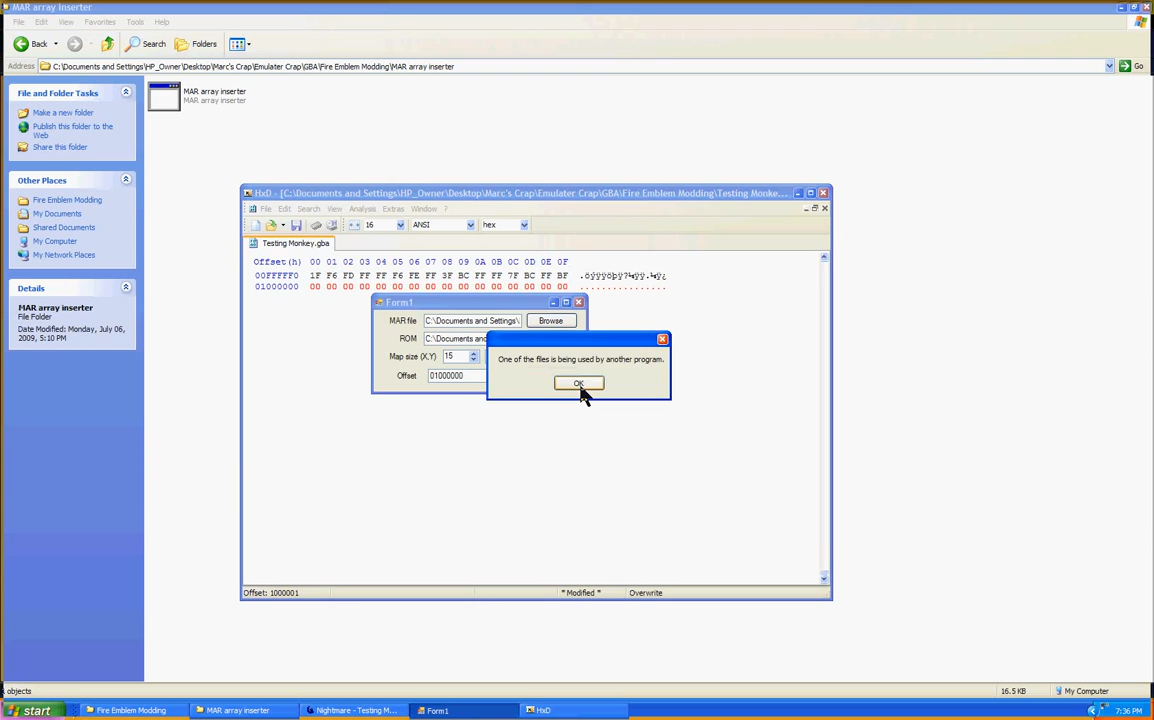 MAR array inserter
File Edit View Favorites Tools Help
Back Search Folders
Address C:\Documents and Settings\HP_Owner\Desktop\Marc's Crap\Emulater Crap\GBA\Fire Emblem Modding\MAR array inserter Go
File and Folder Tasks
Make a new folder
Publish this folder to the
Web
Share this folder
Other Places
Fire Emblem Modding
My Documents
Shared Documents
My Computer
My Network Places
Details
MAR array inserter
File Folder
Date Modified: Monday, July 06,
2009, 5:10 PM
MAR array inserter
MAR array inserter
HxD - [C:\Documents and Settings\HP_Owner\Desktop\Marc's Crap\Emulater Crap\GBA\Fire Emblem Modding\Testing Monke...
File Edit Search View Analysis Extras Window ?
16 ANSI hex
Testing Monkey.gba
Offset(h) 00 01 02 03 04 05 06 07 08 09 0A 0B 0C 0D 0E 0F
00FFFFF0 1F F6 FD FF FF F6 FE FF 3F BC FF FF 7F BC FF BF .öýÿÿöþÿ?¼ÿÿ.¼ÿ¿
01000000 00 00 00 00 00 00 00 00 00 00 00 00 00 00 00 00 ................
Form1
MAR file C:\Documents and Settings\ Browse
ROM C:\Documents and
Map size (X,Y) 15
Offset 01000000
One of the files is being used by another program.
OK
Offset: 1000001 * Modified * Overwrite
objects 16.5 KB My Computer
start Fire Emblem Modding MAR array inserter Nightmare - Testing M... Form1 HxD 7:36 PM